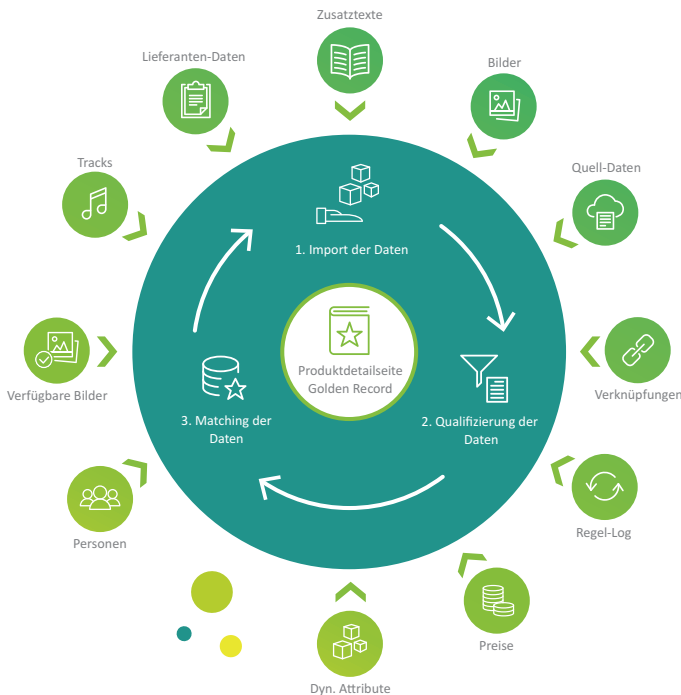 Zusatztexte
Lieferanten-Daten
Bilder
Tracks
Quell-Daten
1. Import der Daten
Produktdetailseite
Golden Record
Verfügbare Bilder
Verknüpfungen
3. Matching der
Daten
2. Qualifizierung der
Daten
Personen
Regel-Log
Preise
Dyn. Attribute